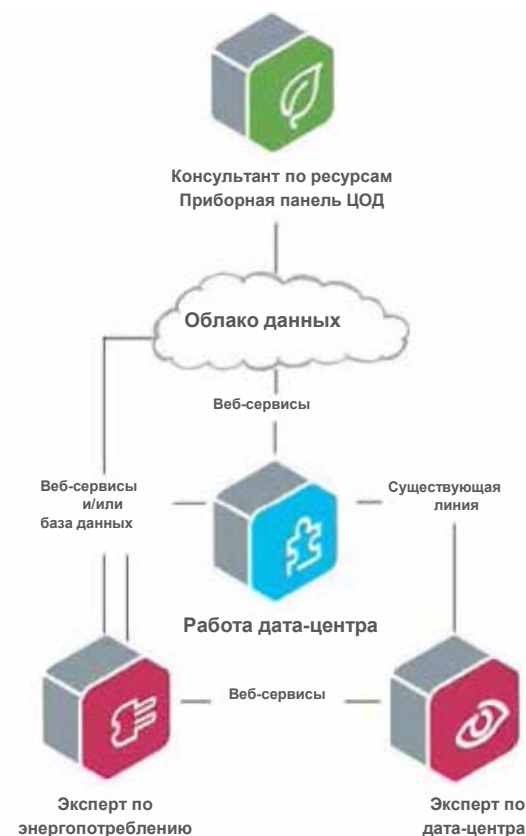 Консультант по ресурсам
Приборная панель ЦОД
Облако данных
Веб-сервисы
Веб-сервисы
и/или
база данных
Существующая
линия
Работа дата-центра
Веб-сервисы
Эксперт по
энергопотреблению
Эксперт по
дата-центра